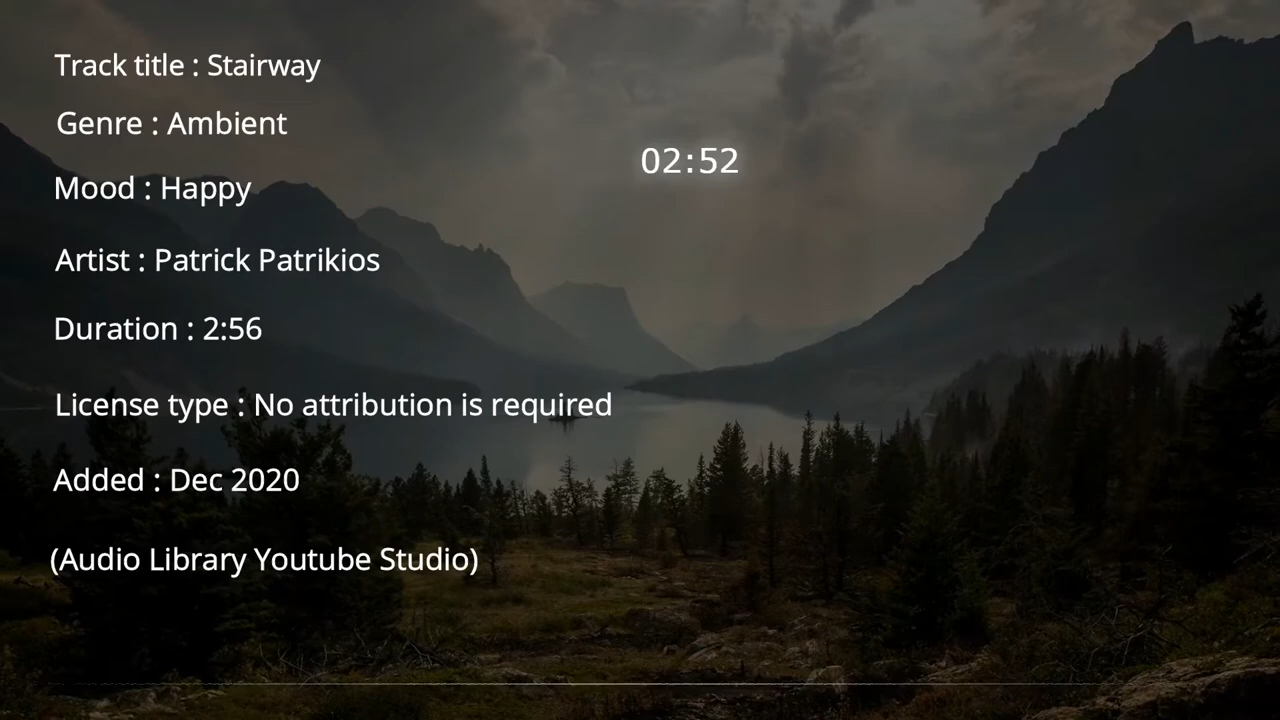 Track title : Stairway
Genre : Ambient
02:52
Mood : Happy
Artist : Patrick Patrikios
Duration : 2:56
License type : No attribution is required
Added : Dec 2020
(Audio Library Youtube Studio)